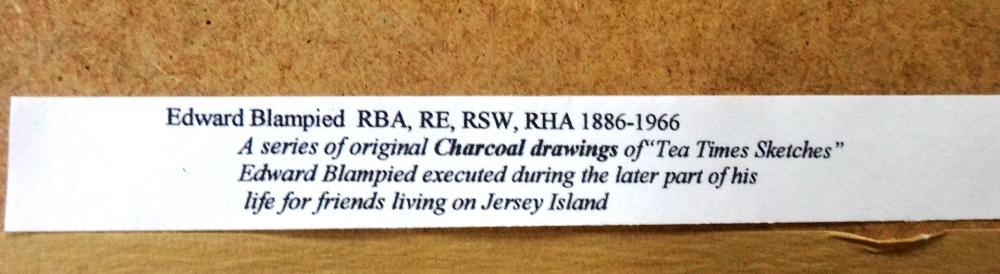 Edward Blampied RBA, RE, RSW, RHA 1886-1966
A series of original Charcoal drawings of "Tea Times Sketches"
Edward Blampied executed during the later part of his
life for friends living on Jersey Island